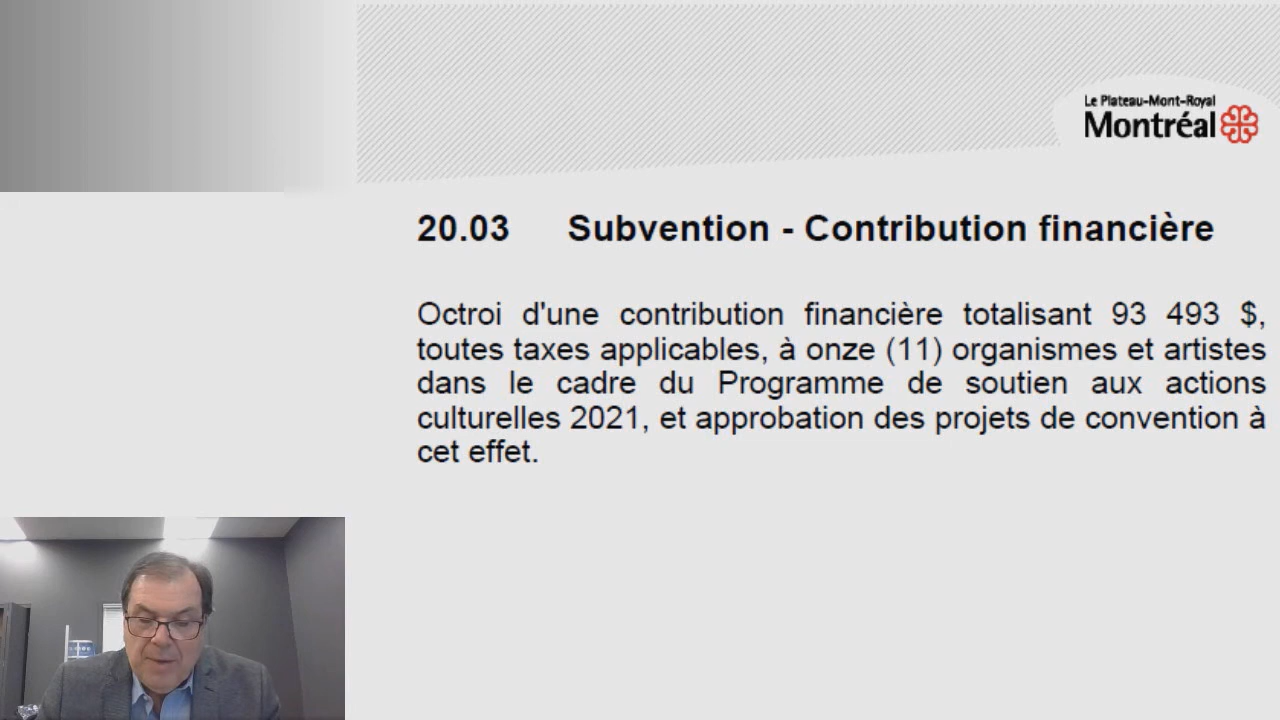 Le Plateau-Mont-Royal
Montréal
20.03 Subvention - Contribution financière
Octroi d'une contribution financière totalisant 93 493 $,
toutes taxes applicables, à onze (11) organismes et artistes
dans le cadre du Programme de soutien aux actions
culturelles 2021, et approbation des projets de convention à
cet effet.